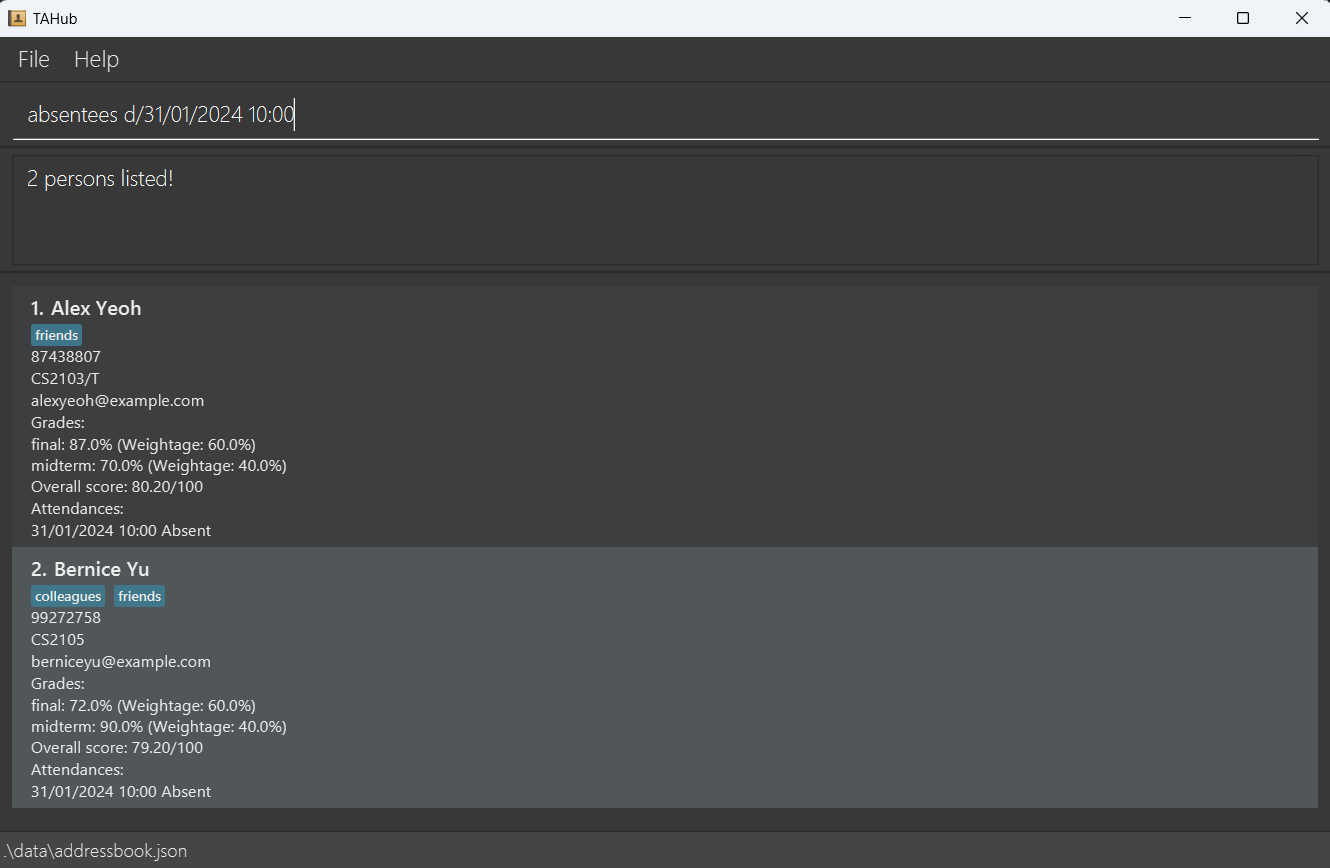 TAHub
File Help
absentees d/31/01/2024 10:00
2 persons listed!
1. Alex Yeoh
friends
87438807
CS2103/T
alexyeoh@example.com
Grades:
final: 87.0% (Weightage: 60.0%)
midterm: 70.0% (Weightage: 40.0%)
Overall score: 80.20/100
Attendances:
31/01/2024 10:00 Absent
2. Bernice Yu
colleagues friends
99272758
CS2105
berniceyu@example.com
Grades:
final: 72.0% (Weightage: 60.0%)
midterm: 90.0% (Weightage: 40.0%)
Overall score: 79.20/100
Attendances:
31/01/2024 10:00 Absent
.\data\addressbook.json